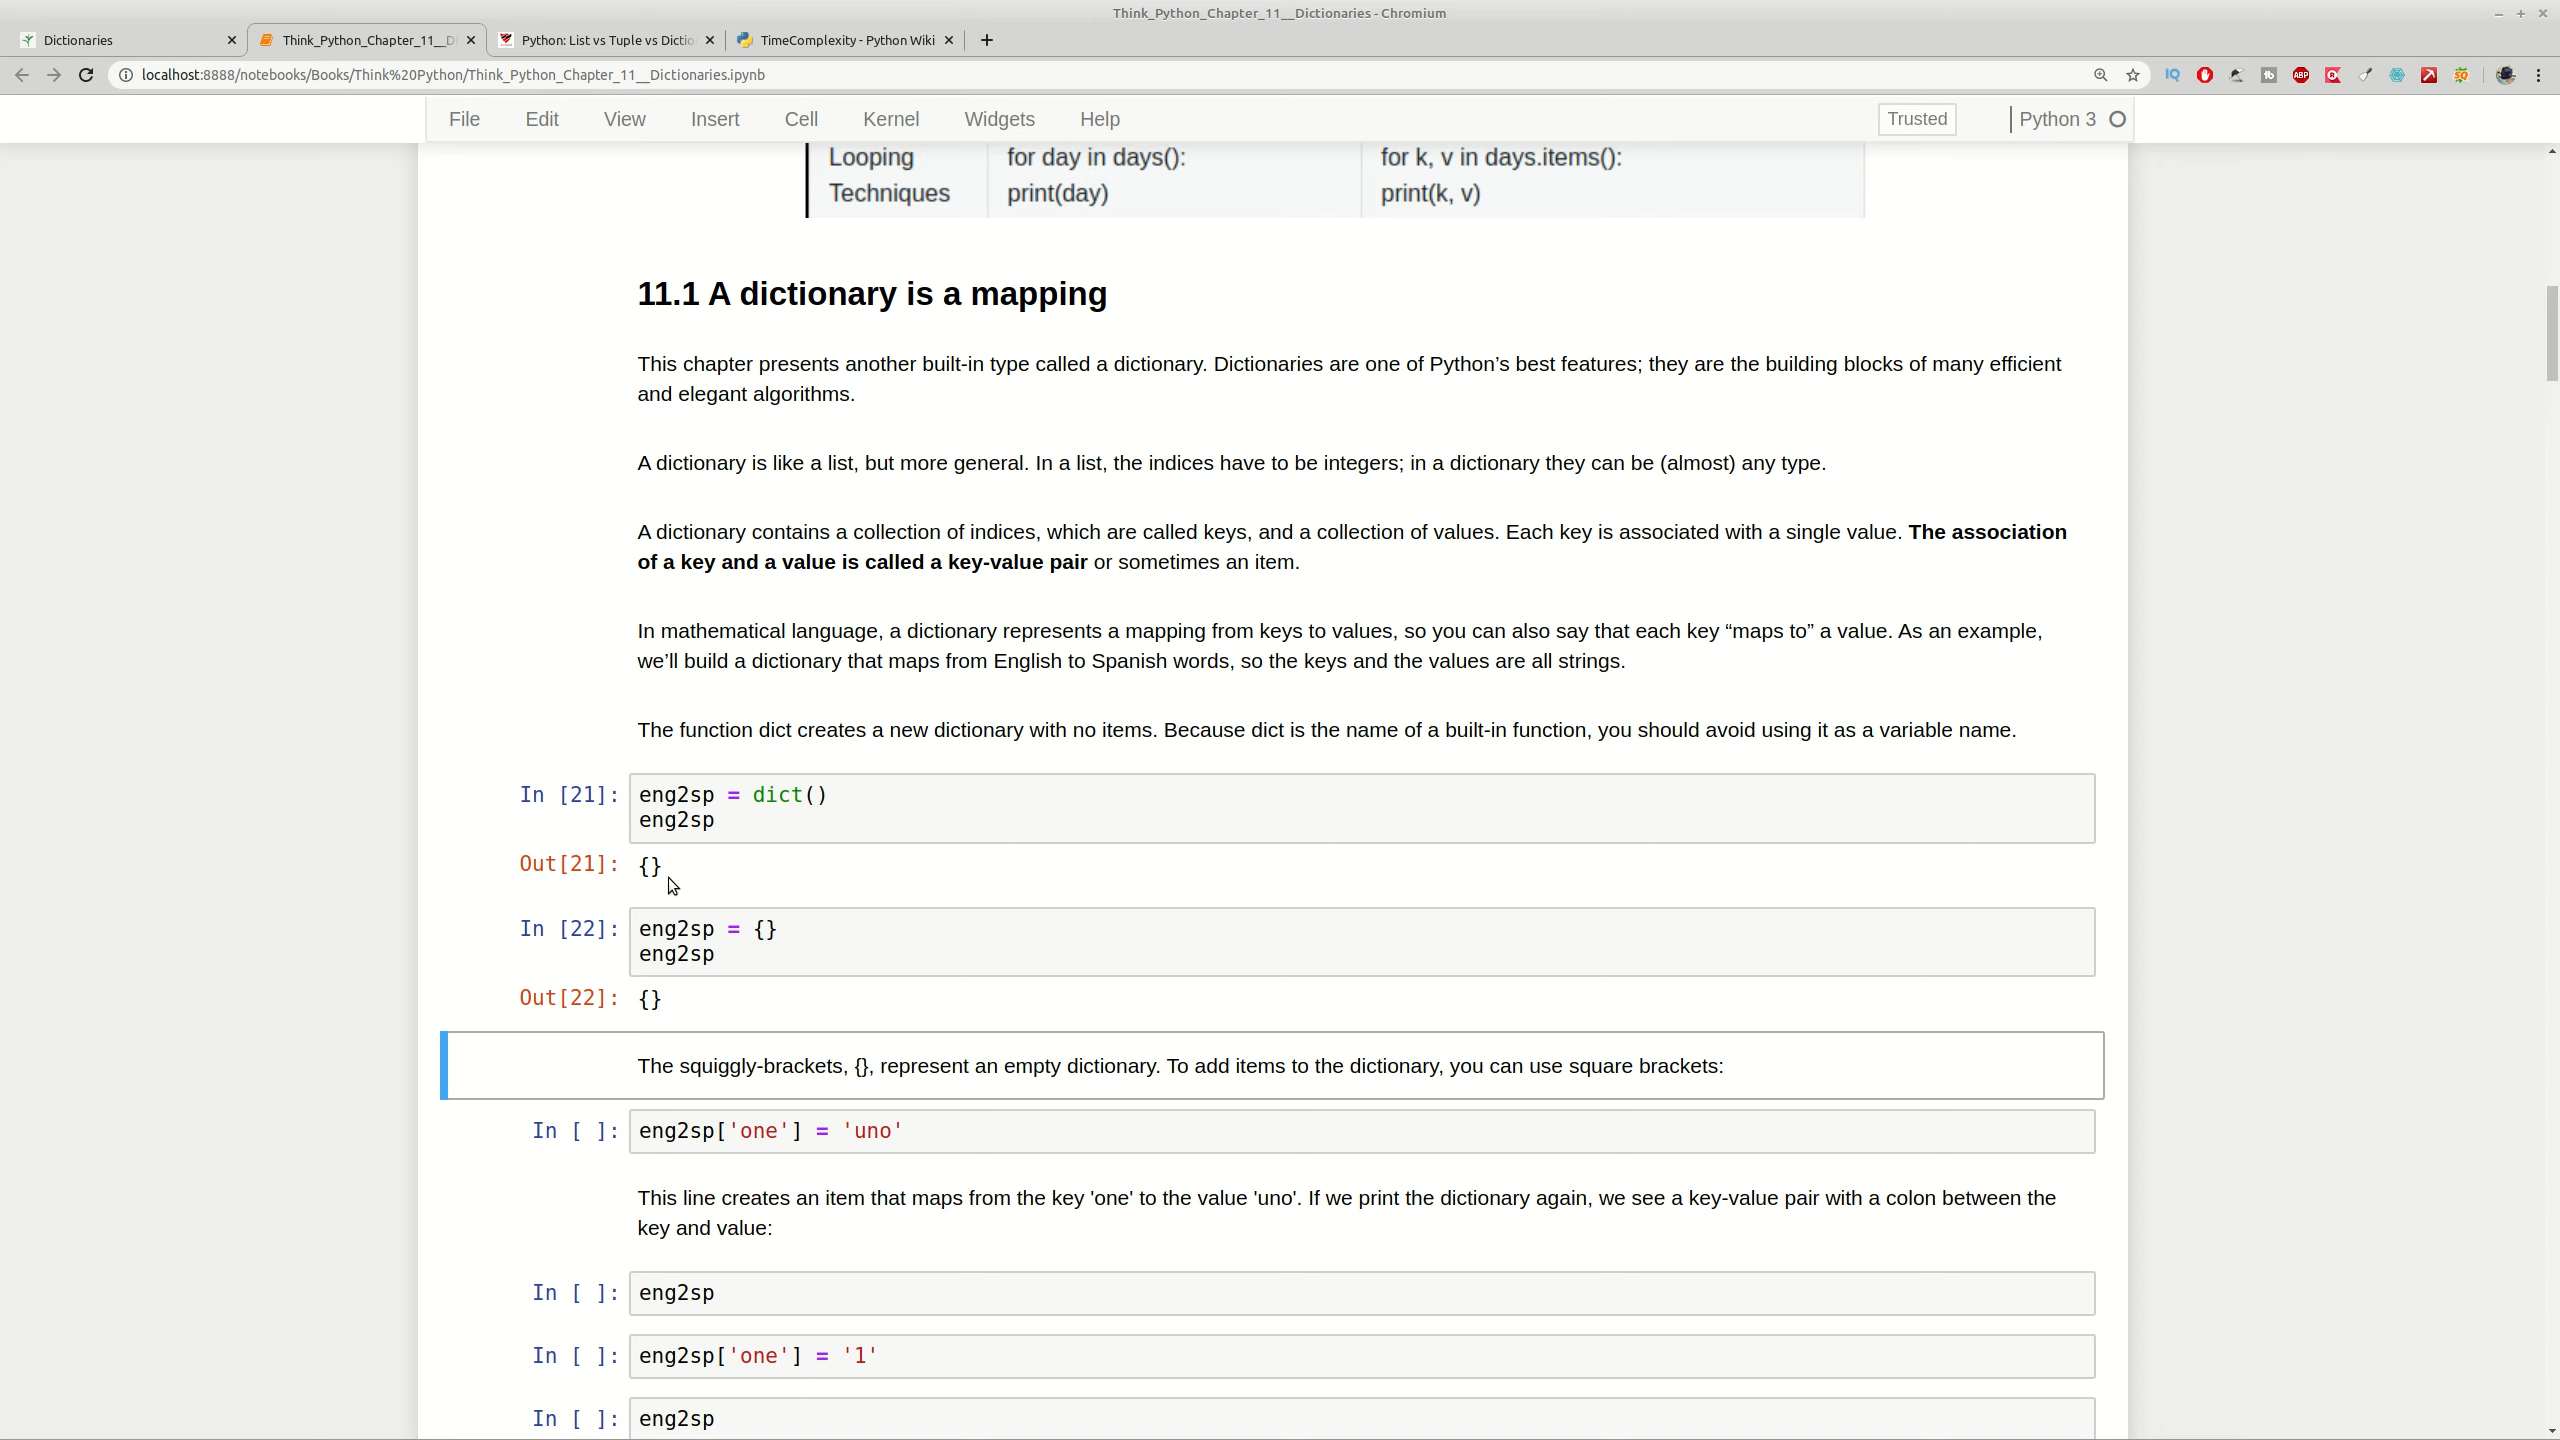 Think_Python_Chapter_11__Dictionaries - Chromium
Dictionaries
Think_Python_Chapter_11__D
Python: List vs Tuple vs Dictio
TimeComplexity - Python Wiki
localhost:8888/notebooks/Books/Think%20Python/Think_Python_Chapter_11__Dictionaries.ipynb
File Edit View Insert Cell Kernel Widgets Help Trusted Python 3
Looping for day in days(): for k, v in days.items():
Techniques print(day) print(k, v)
11.1 A dictionary is a mapping
This chapter presents another built-in type called a dictionary. Dictionaries are one of Python’s best features; they are the building blocks of many efficient
and elegant algorithms.
A dictionary is like a list, but more general. In a list, the indices have to be integers; in a dictionary they can be (almost) any type.
A dictionary contains a collection of indices, which are called keys, and a collection of values. Each key is associated with a single value. The association
of a key and a value is called a key-value pair or sometimes an item.
In mathematical language, a dictionary represents a mapping from keys to values, so you can also say that each key “maps to” a value. As an example,
we’ll build a dictionary that maps from English to Spanish words, so the keys and the values are all strings.
The function dict creates a new dictionary with no items. Because dict is the name of a built-in function, you should avoid using it as a variable name.
In [21]: eng2sp = dict()
eng2sp
Out[21]: {}
In [22]: eng2sp = {}
eng2sp
Out[22]: {}
The squiggly-brackets, {}, represent an empty dictionary. To add items to the dictionary, you can use square brackets:
In [ ]: eng2sp['one'] = 'uno'
This line creates an item that maps from the key 'one' to the value 'uno'. If we print the dictionary again, we see a key-value pair with a colon between the
key and value:
In [ ]: eng2sp
In [ ]: eng2sp['one'] = '1'
In [ ]: eng2sp